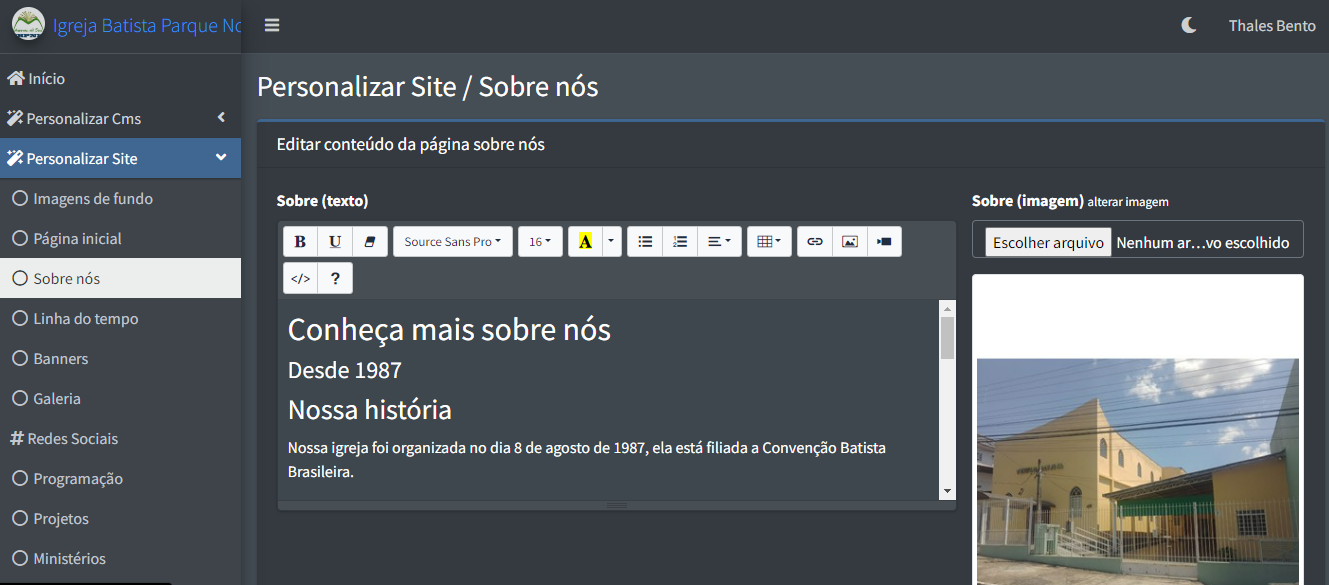 Igreja Batista Parque No
Thales Bento
Início
Personalizar Cms
Personalizar Site
Imagens de fundo
Página inicial
Sobre nós
Linha do tempo
Banners
Galeria
Redes Sociais
Programação
Projetos
Ministérios
Personalizar Site / Sobre nós
Editar conteúdo da página sobre nós
Sobre (texto)
B U Source Sans Pro 16 A
</> ?
Conheça mais sobre nós
Desde 1987
Nossa história
Nossa igreja foi organizada no dia 8 de agosto de 1987, ela está filiada a Convenção Batista
Brasileira.
Sobre (imagem) alterar imagem
Escolher arquivo Nenhum ar...vo escolhido